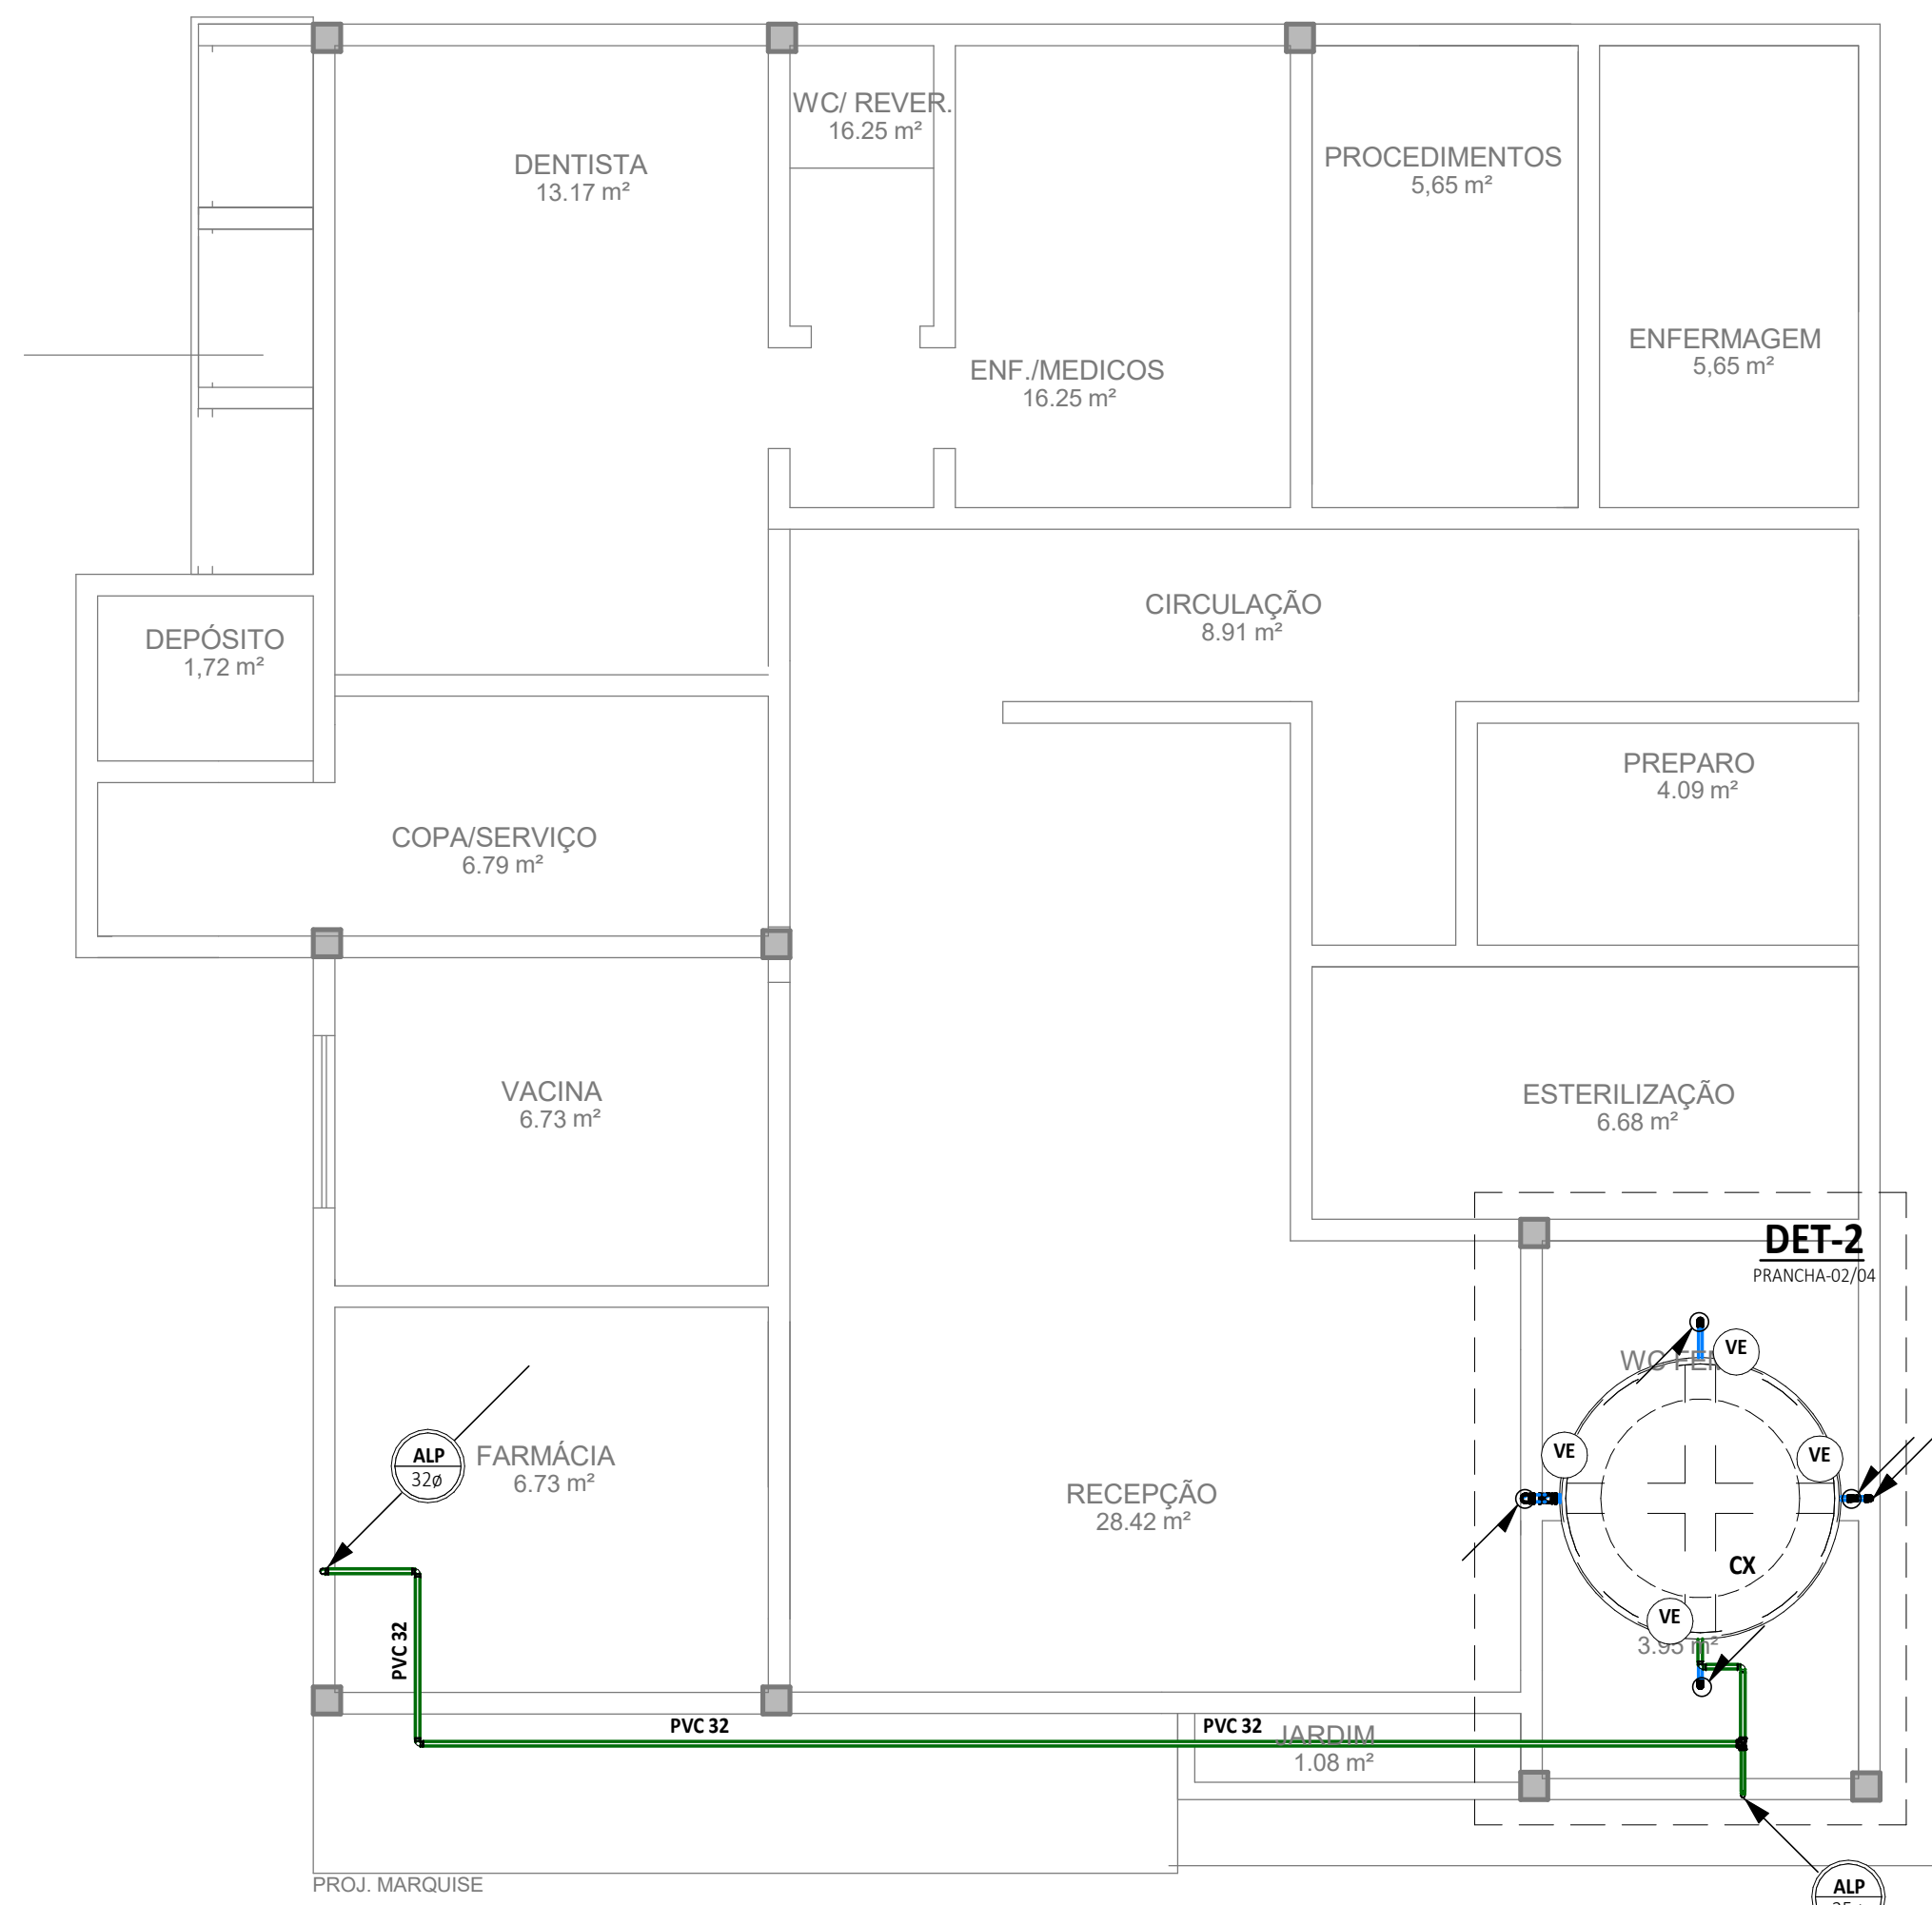 WC/ REVER.
16.25 m²
DENTISTA
13.17 m²
PROCEDIMENTOS
5,65 m²
ENFERMAGEM
5,65 m²
ENF./MEDICOS
16.25 m²
CIRCULAÇÃO
8.91 m²
DEPÓSITO
1,72 m²
PREPARO
4.09 m²
COPA/SERVIÇO
6.79 m²
VACINA
6.73 m²
ESTERILIZAÇÃO
6.68 m²
DET-2
PRANCHA-02/04
VE
WC
VE
VE
ALP
32ø
FARMÁCIA
6.73 m²
RECEPÇÃO
28.42 m²
CX
VE
3.95 m²
PVC 32
PVC 32
PVC 32
JARDIM
1.08 m²
PROJ. MARQUISE
ALP